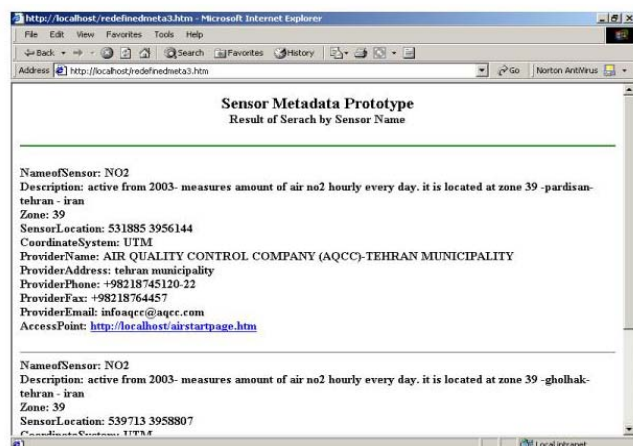 http://localhost/redefinedmeta3.htm - Microsoft Internet Explorer
File Edit View Favorites Tools Help
Back Search Favorites History
Address http://localhost/redefinedmeta3.htm Go Norton AntiVirus
Sensor Metadata Prototype
Result of Serach by Sensor Name
NameofSensor: NO2
Description: active from 2003- measures amount of air no2 hourly every day. it is located at zone 39 -pardisan-
tehran - iran
Zone: 39
SensorLocation: 531885 3956144
CoordinateSystem: UTM
ProviderName: AIR QUALITY CONTROL COMPANY (AQCC)-TEHRAN MUNICIPALITY
ProviderAddress: tehran municipality
ProviderPhone: +98218745120-22
ProviderFax: +98218764457
ProviderEmail: infoaqcc@aqcc.com
AccessPoint: http://localhost/airstartpage.htm
NameofSensor: NO2
Description: active from 2003- measures amount of air no2 hourly every day. it is located at zone 39 -gholhak-
tehran - iran
Zone: 39
SensorLocation: 539713 3958807
CoordinateSystem: UTM
Local intranet